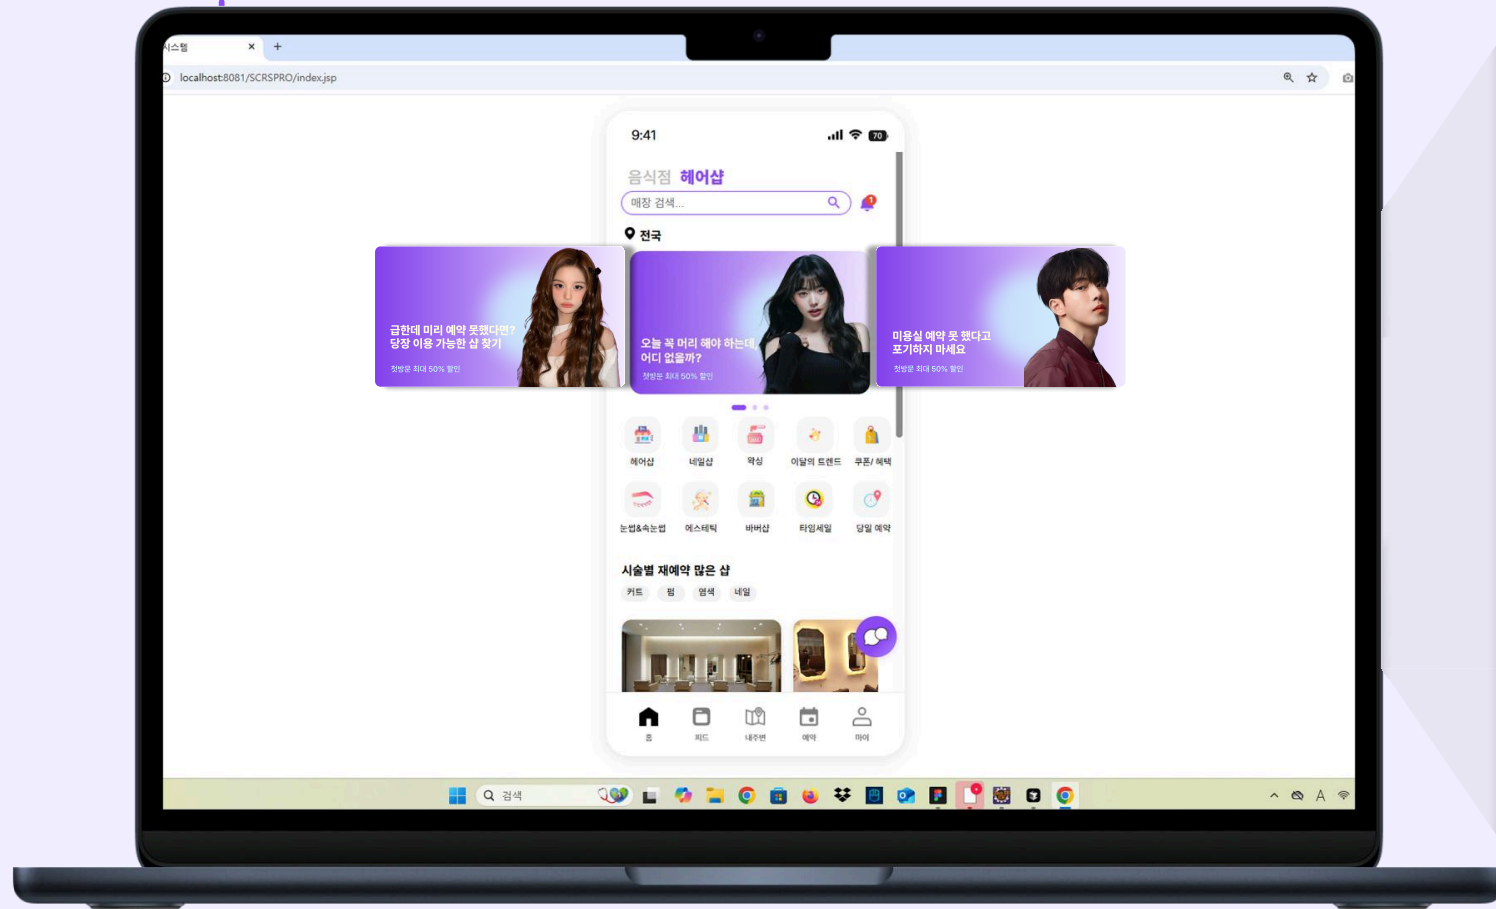 시스템
localhost:8081/SCRSPRO/index.jsp
9:41
70
음식점 헤어샵
매장 검색...
1
전국
급한데 미리 예약 못했다면?
당장 이용 가능한 샵 찾기
첫방문 최대 50% 할인
오늘 꼭 머리 해야 하는데,
어디 없을까?
첫방문 최대 50% 할인
미용실 예약 못 했다고
포기하지 마세요
첫방문 최대 50% 할인
헤어샵 네일샵 왁싱 이달의 트렌드 쿠폰/ 혜택
눈썹&속눈썹 에스테틱 바버샵 타임세일 당일 예약
시술별 재예약 많은 샵
커트 펌 염색 네일
홈 피드 내주변 예약 마이
검색
A